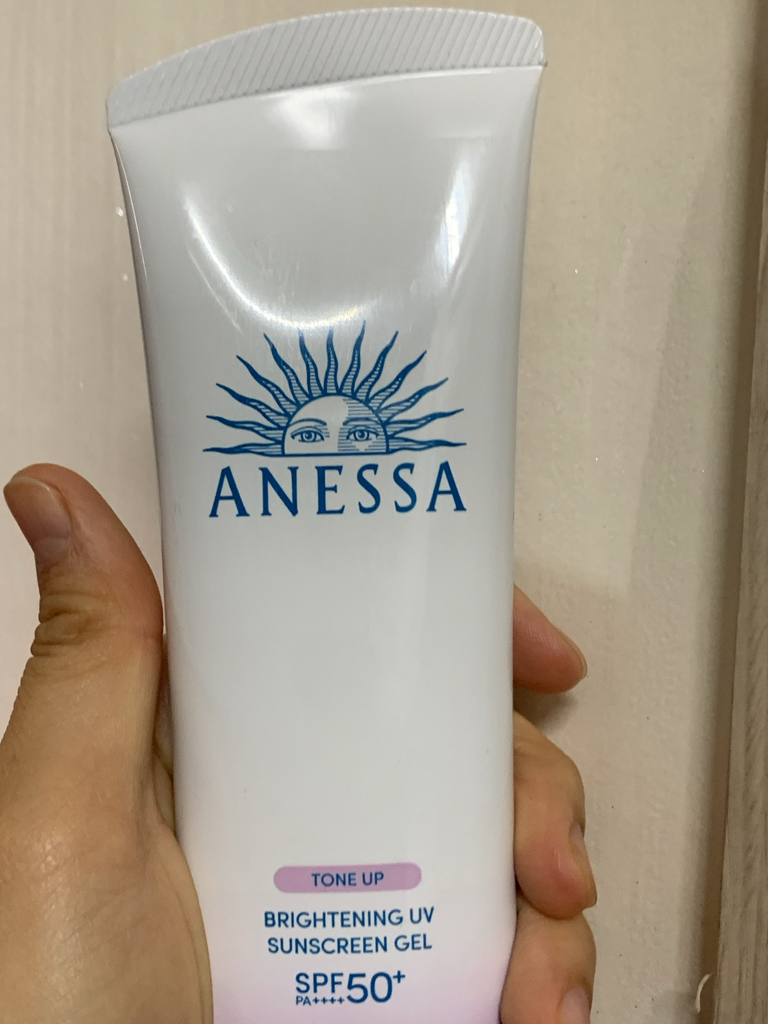 ANESSA
TONE UP
BRIGHTENING UV
SUNSCREEN GEL
SPF50+
PA++++